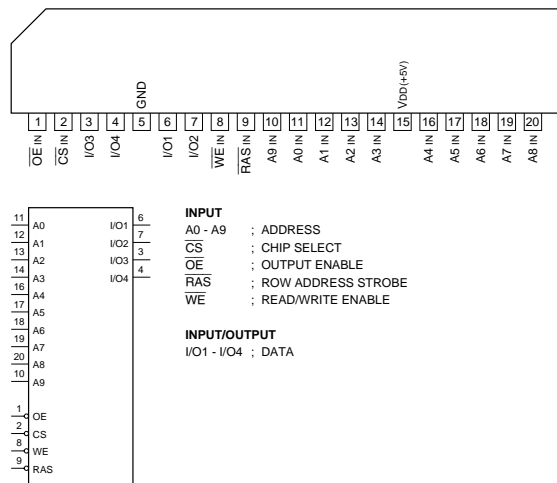 GND
VDD (+5V)
1 2 3 4 5 6 7 8 9 10 11 12 13 14 15 16 17 18 19 20
OE IN
CS IN
I/O3
I/O4
I/O1
I/O2
WE IN
RAS IN
A9 IN
A0 IN
A1 IN
A2 IN
A3 IN
A4 IN
A5 IN
A6 IN
A7 IN
A8 IN
11 A0 I/O1 6
12 A1 I/O2 7
13 A2 I/O3 3
14 A3 I/O4 4
16 A4
17 A5
18 A6
19 A7
20 A8
10 A9
1 OE
2 CS
8 WE
9 RAS
INPUT
A0 - A9 ; ADDRESS
CS ; CHIP SELECT
OE ; OUTPUT ENABLE
RAS ; ROW ADDRESS STROBE
WE ; READ/WRITE ENABLE
INPUT/OUTPUT
I/O1 - I/O4 ; DATA